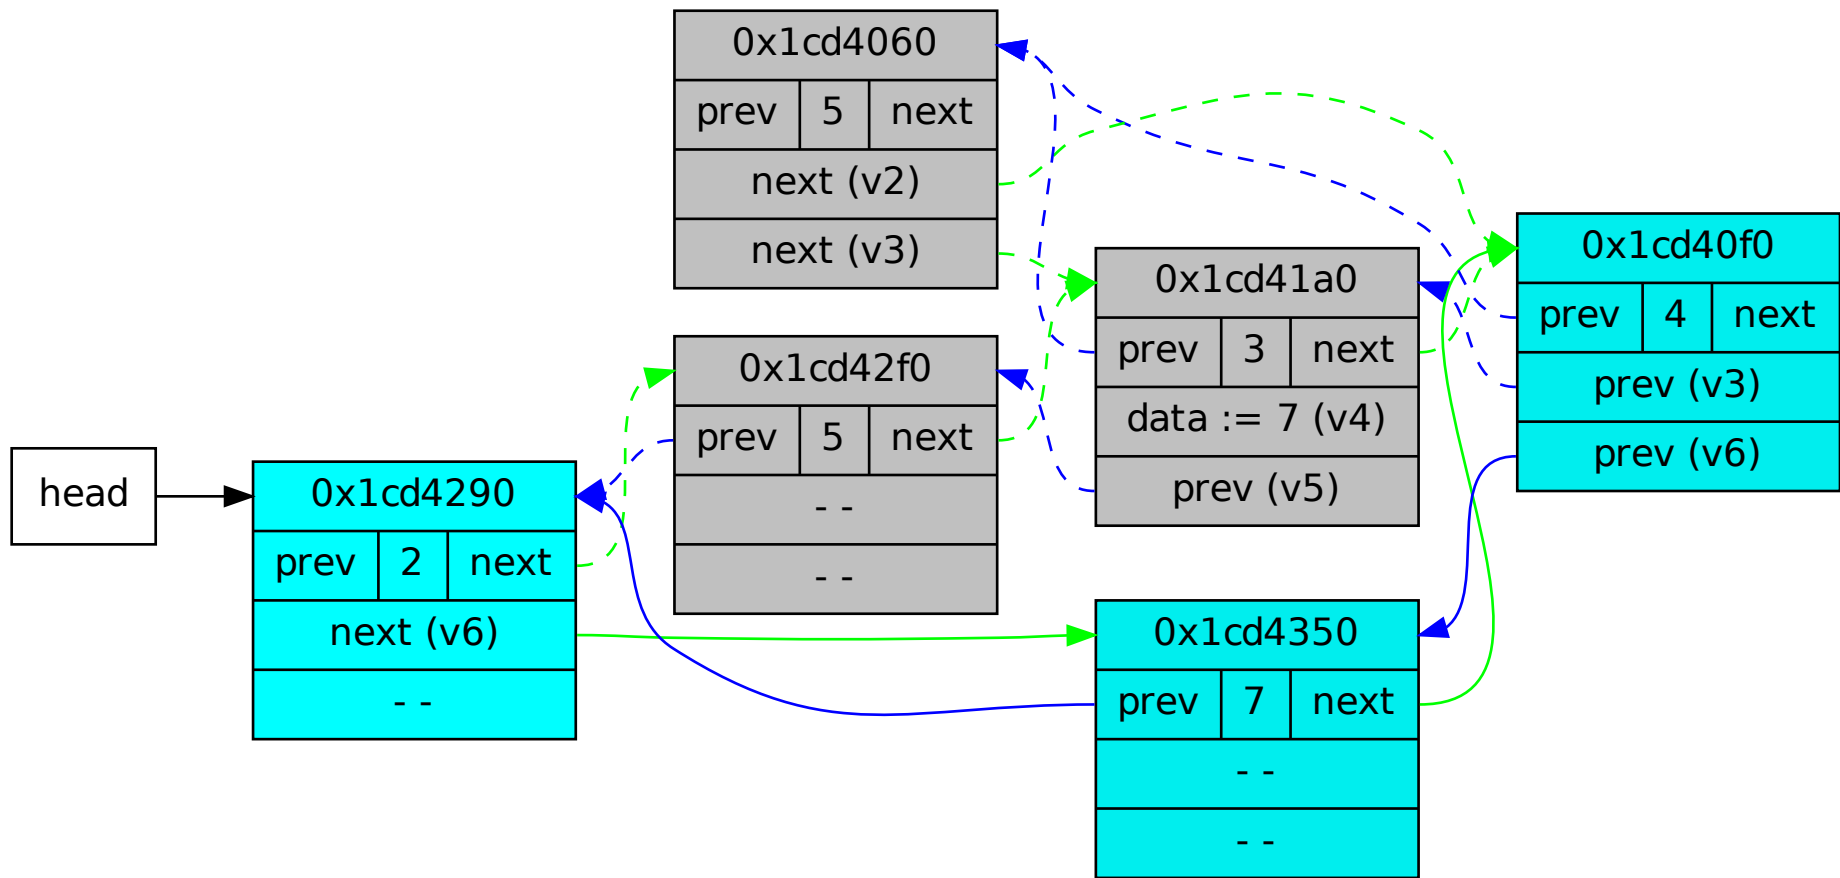 head
0x1cd4290
prev 2 next
next (v6)
- -
0x1cd4060
prev 5 next
next (v2)
next (v3)
0x1cd42f0
prev 5 next
- -
- -
0x1cd41a0
prev 3 next
data := 7 (v4)
prev (v5)
0x1cd4350
prev 7 next
- -
- -
0x1cd40f0
prev 4 next
prev (v3)
prev (v6)